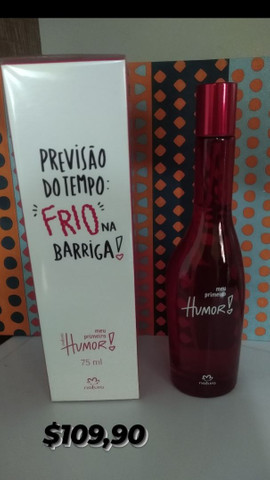 PREVISÃO
DO TEMPO:
FRIO NA
BARRIGA!
meu
primeiro
HUMOR!
75 ml
natura
meu
primeiro
HUMOR!
natura
$109,90